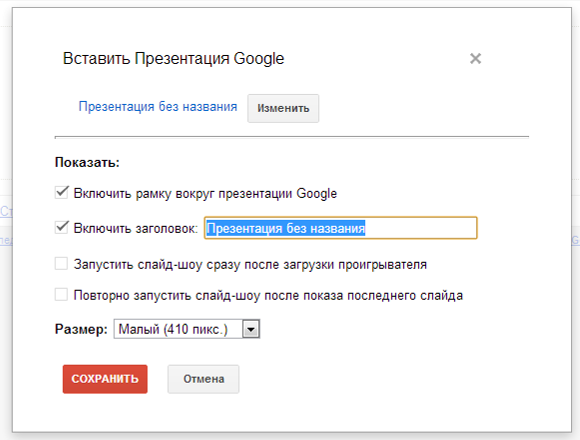 Вставить Презентация Google
Презентация без названия Изменить
Показать:
Включить рамку вокруг презентации Google
Включить заголовок: Презентация без названия
Запустить слайд-шоу сразу после загрузки проигрывателя
Повторно запустить слайд-шоу после показа последнего слайда
Размер: Малый (410 пикс.)
СОХРАНИТЬ Отмена